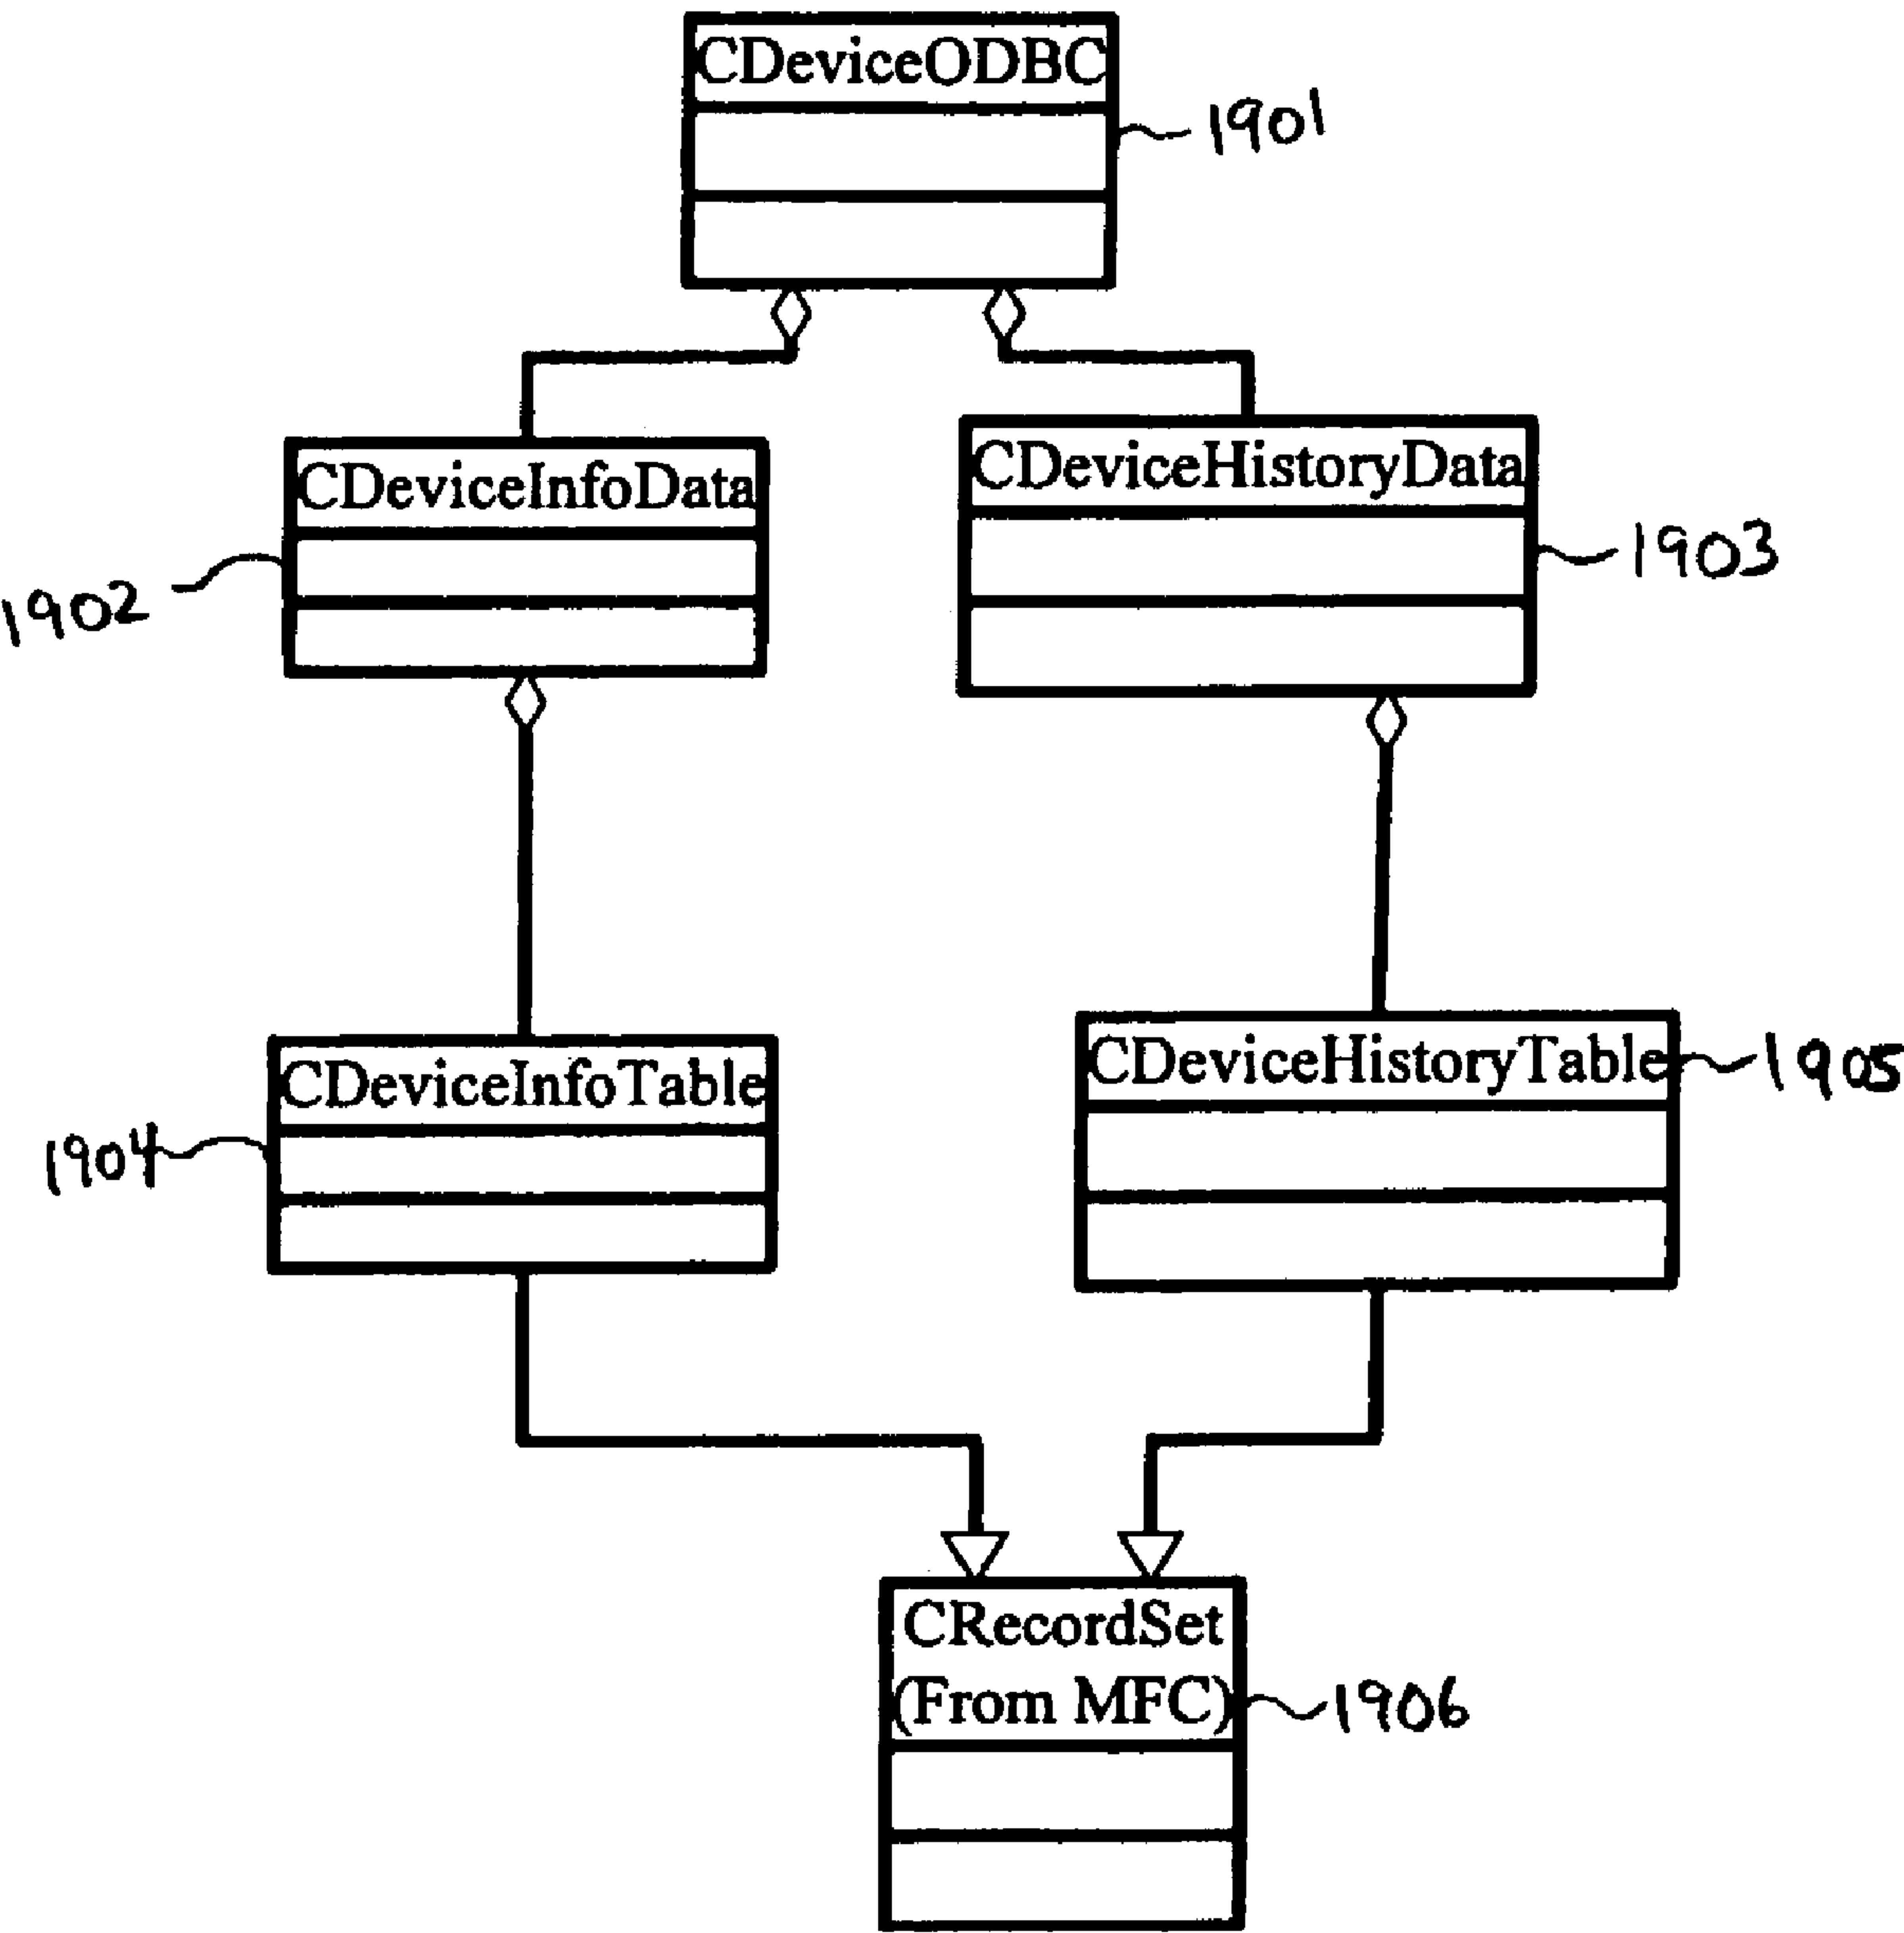 CDeviceODBC
1901
CDeviceInfoData
CDeviceHistoryData
1902
1903
CDeviceInfoTable
CDeviceHistoryTable
1904
1905
CRecordSet
(From MFC)
1906